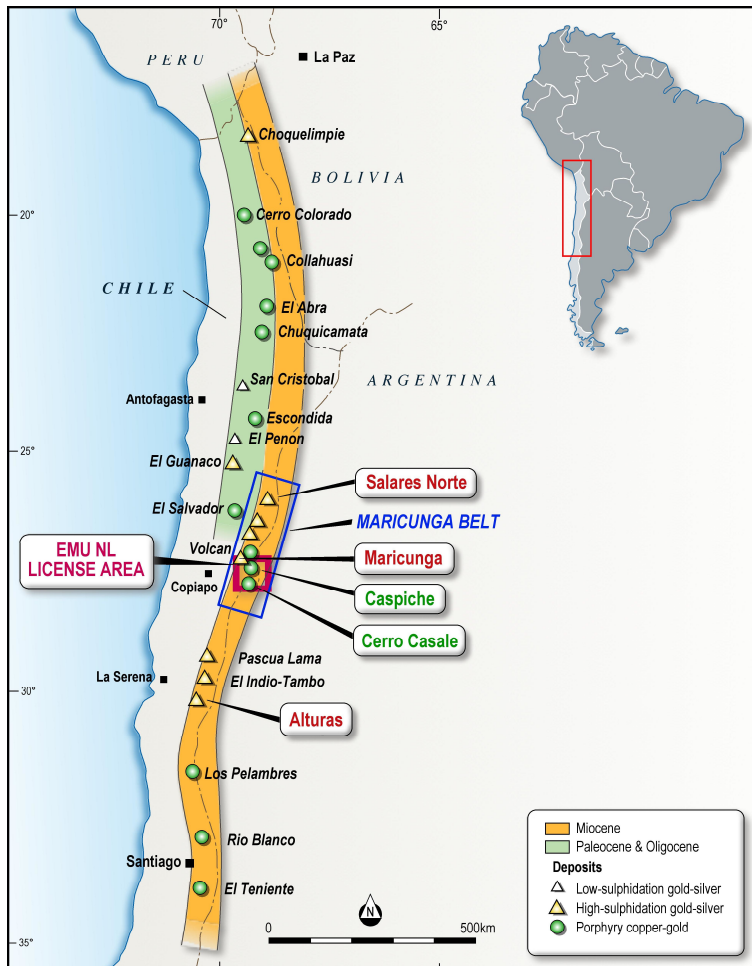 70°
65°
PERU
La Paz
Choquelimpie
BOLIVIA
20°
Cerro Colorado
Collahuasi
CHILE
El Abra
Chuquicamata
San Cristobal
ARGENTINA
Antofagasta
Escondida
El Penon
25°
El Guanaco
Salares Norte
El Salvador
MARICUNGA BELT
EMU NL
LICENSE AREA
Volcan
Maricunga
Copiapo
Caspiche
Cerro Casale
Pascua Lama
La Serena
El Indio-Tambo
30°
Alturas
Los Pelambres
Rio Blanco
Santiago
El Teniente
35°
N
0
500km
Miocene
Paleocene & Oligocene
Deposits
Low-sulphidation gold-silver
High-sulphidation gold-silver
Porphyry copper-gold